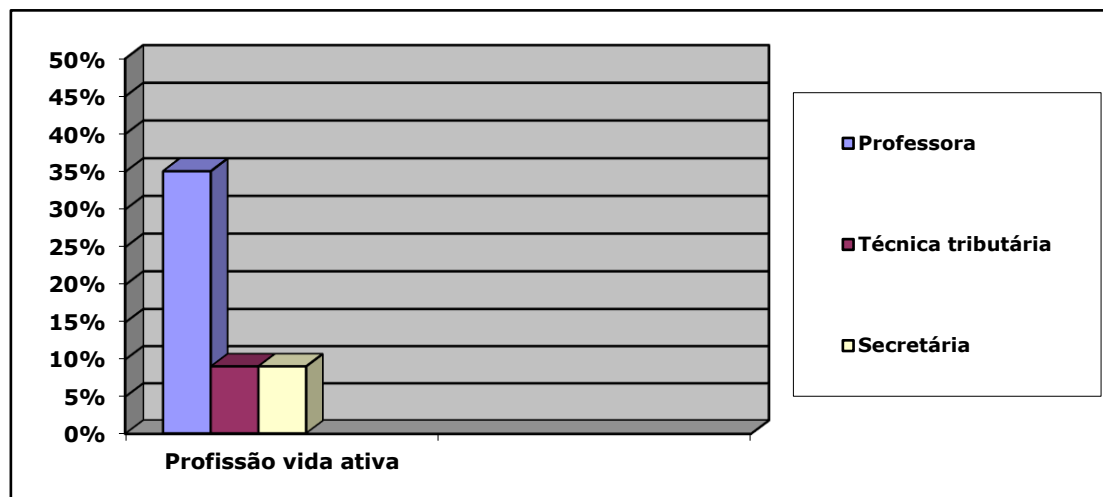 50%
45%
40%
35%
30%
25%
20%
15%
10%
5%
0%
Profissão vida ativa
Professora
Técnica tributária
Secretária